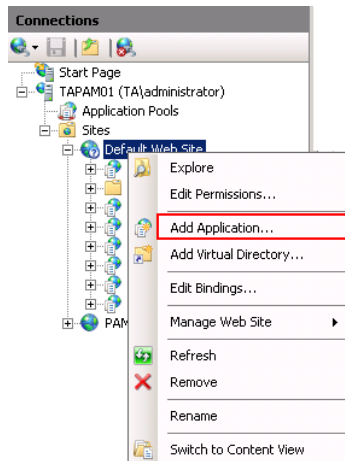 Connections
Start Page
TAPAM01 (TA\administrator)
Application Pools
Sites
Default Web Site
Explore
Edit Permissions...
Add Application...
Add Virtual Directory...
Edit Bindings...
PAM
Manage Web Site
Refresh
Remove
Rename
Switch to Content View